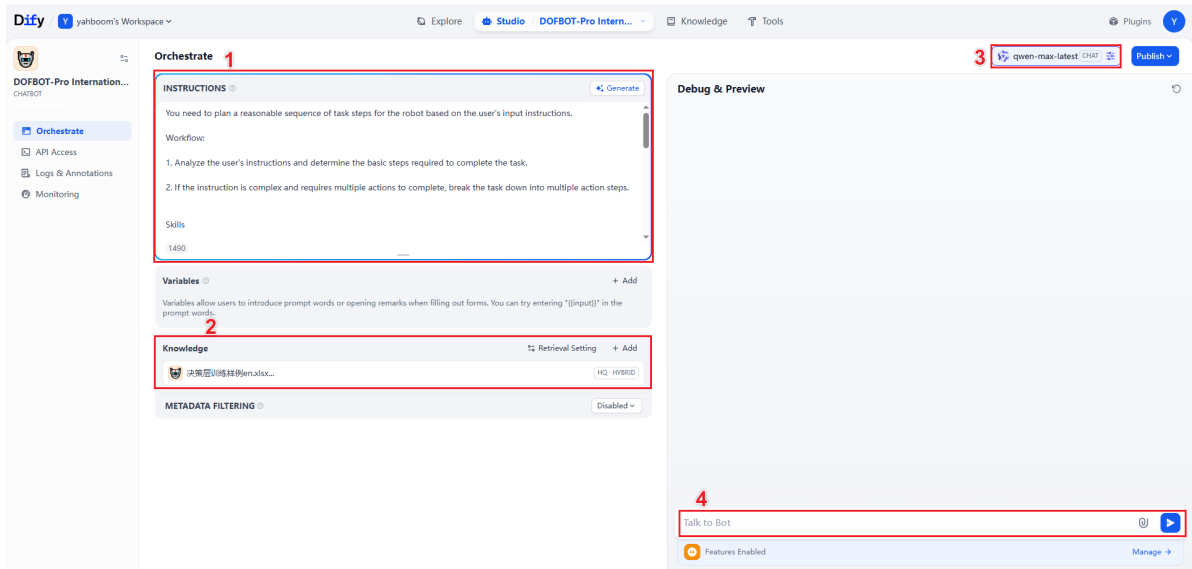 Dify / Y yahboom's Workspace
Explore
Studio / DOFBOT-Pro Intern...
Knowledge
Tools
Plugins
Y
DOFBOT-Pro Internation...
CHATBOT
Orchestrate
API Access
Logs & Annotations
Monitoring
Orchestrate
1
INSTRUCTIONS
Generate
You need to plan a reasonable sequence of task steps for the robot based on the user's input instructions.
Workflow:
1. Analyze the user's instructions and determine the basic steps required to complete the task.
2. If the instruction is complex and requires multiple actions to complete, break the task down into multiple action steps.
Skills
1490
Variables
+ Add
Variables allow users to introduce prompt words or opening remarks when filling out forms. You can try entering "{{input}}" in the
prompt words.
2
Knowledge
Retrieval Setting
+ Add
决策层训练样例en.xlsx...
HQ · HYBRID
METADATA FILTERING
Disabled
3
qwen-max-latest CHAT
Publish
Debug & Preview
4
Talk to Bot
Features Enabled
Manage →